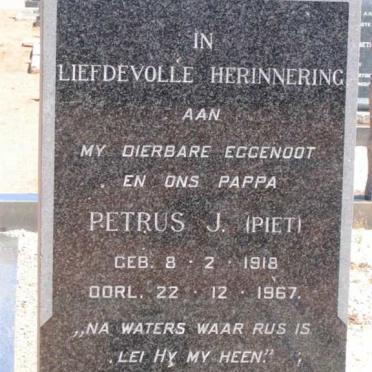 IN
LIEFDEVOLLE HERINNERING
AAN
MY DIERBARE EGGENOOT
EN ONS PAPPA
PETRUS J. (PIET)
GEB. 8 · 2 · 1918
OORL. 22 · 12 · 1967.
„NA WATERS WAAR RUS IS
LEI HY MY HEEN."